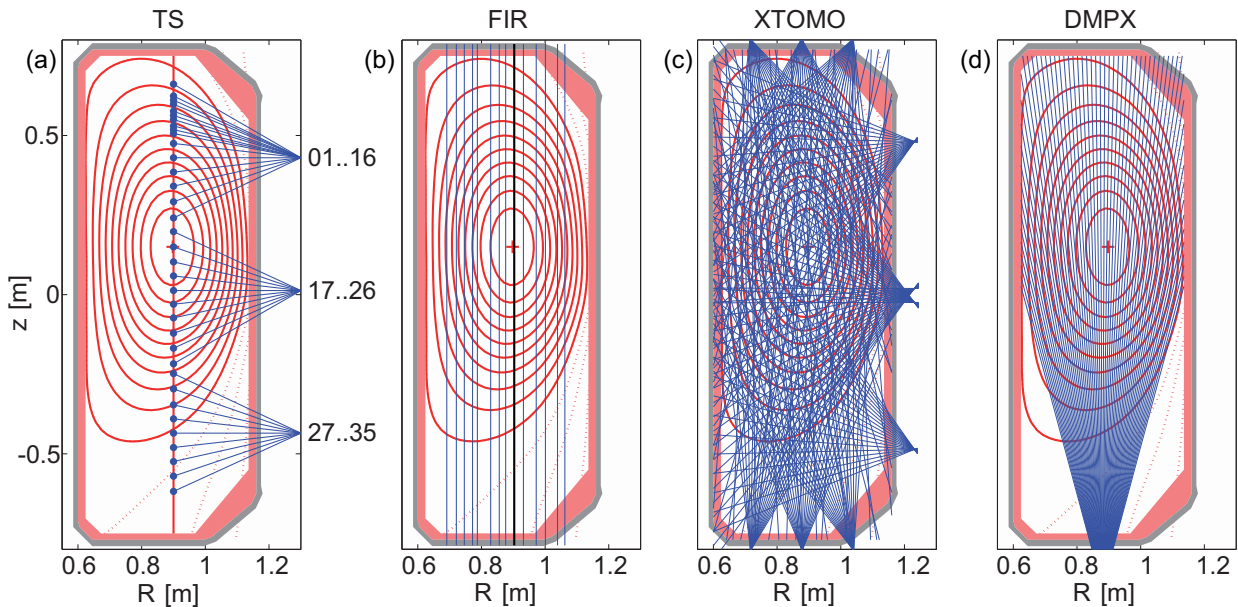 TS FIR XTOMO DMPX
(a) (b) (c) (d)
0.5
01..16
0
17..26
z [m]
-0.5
27..35
0.6 0.8 1 1.2 0.6 0.8 1 1.2 0.6 0.8 1 1.2 0.6 0.8 1 1.2
R [m] R [m] R [m] R [m]